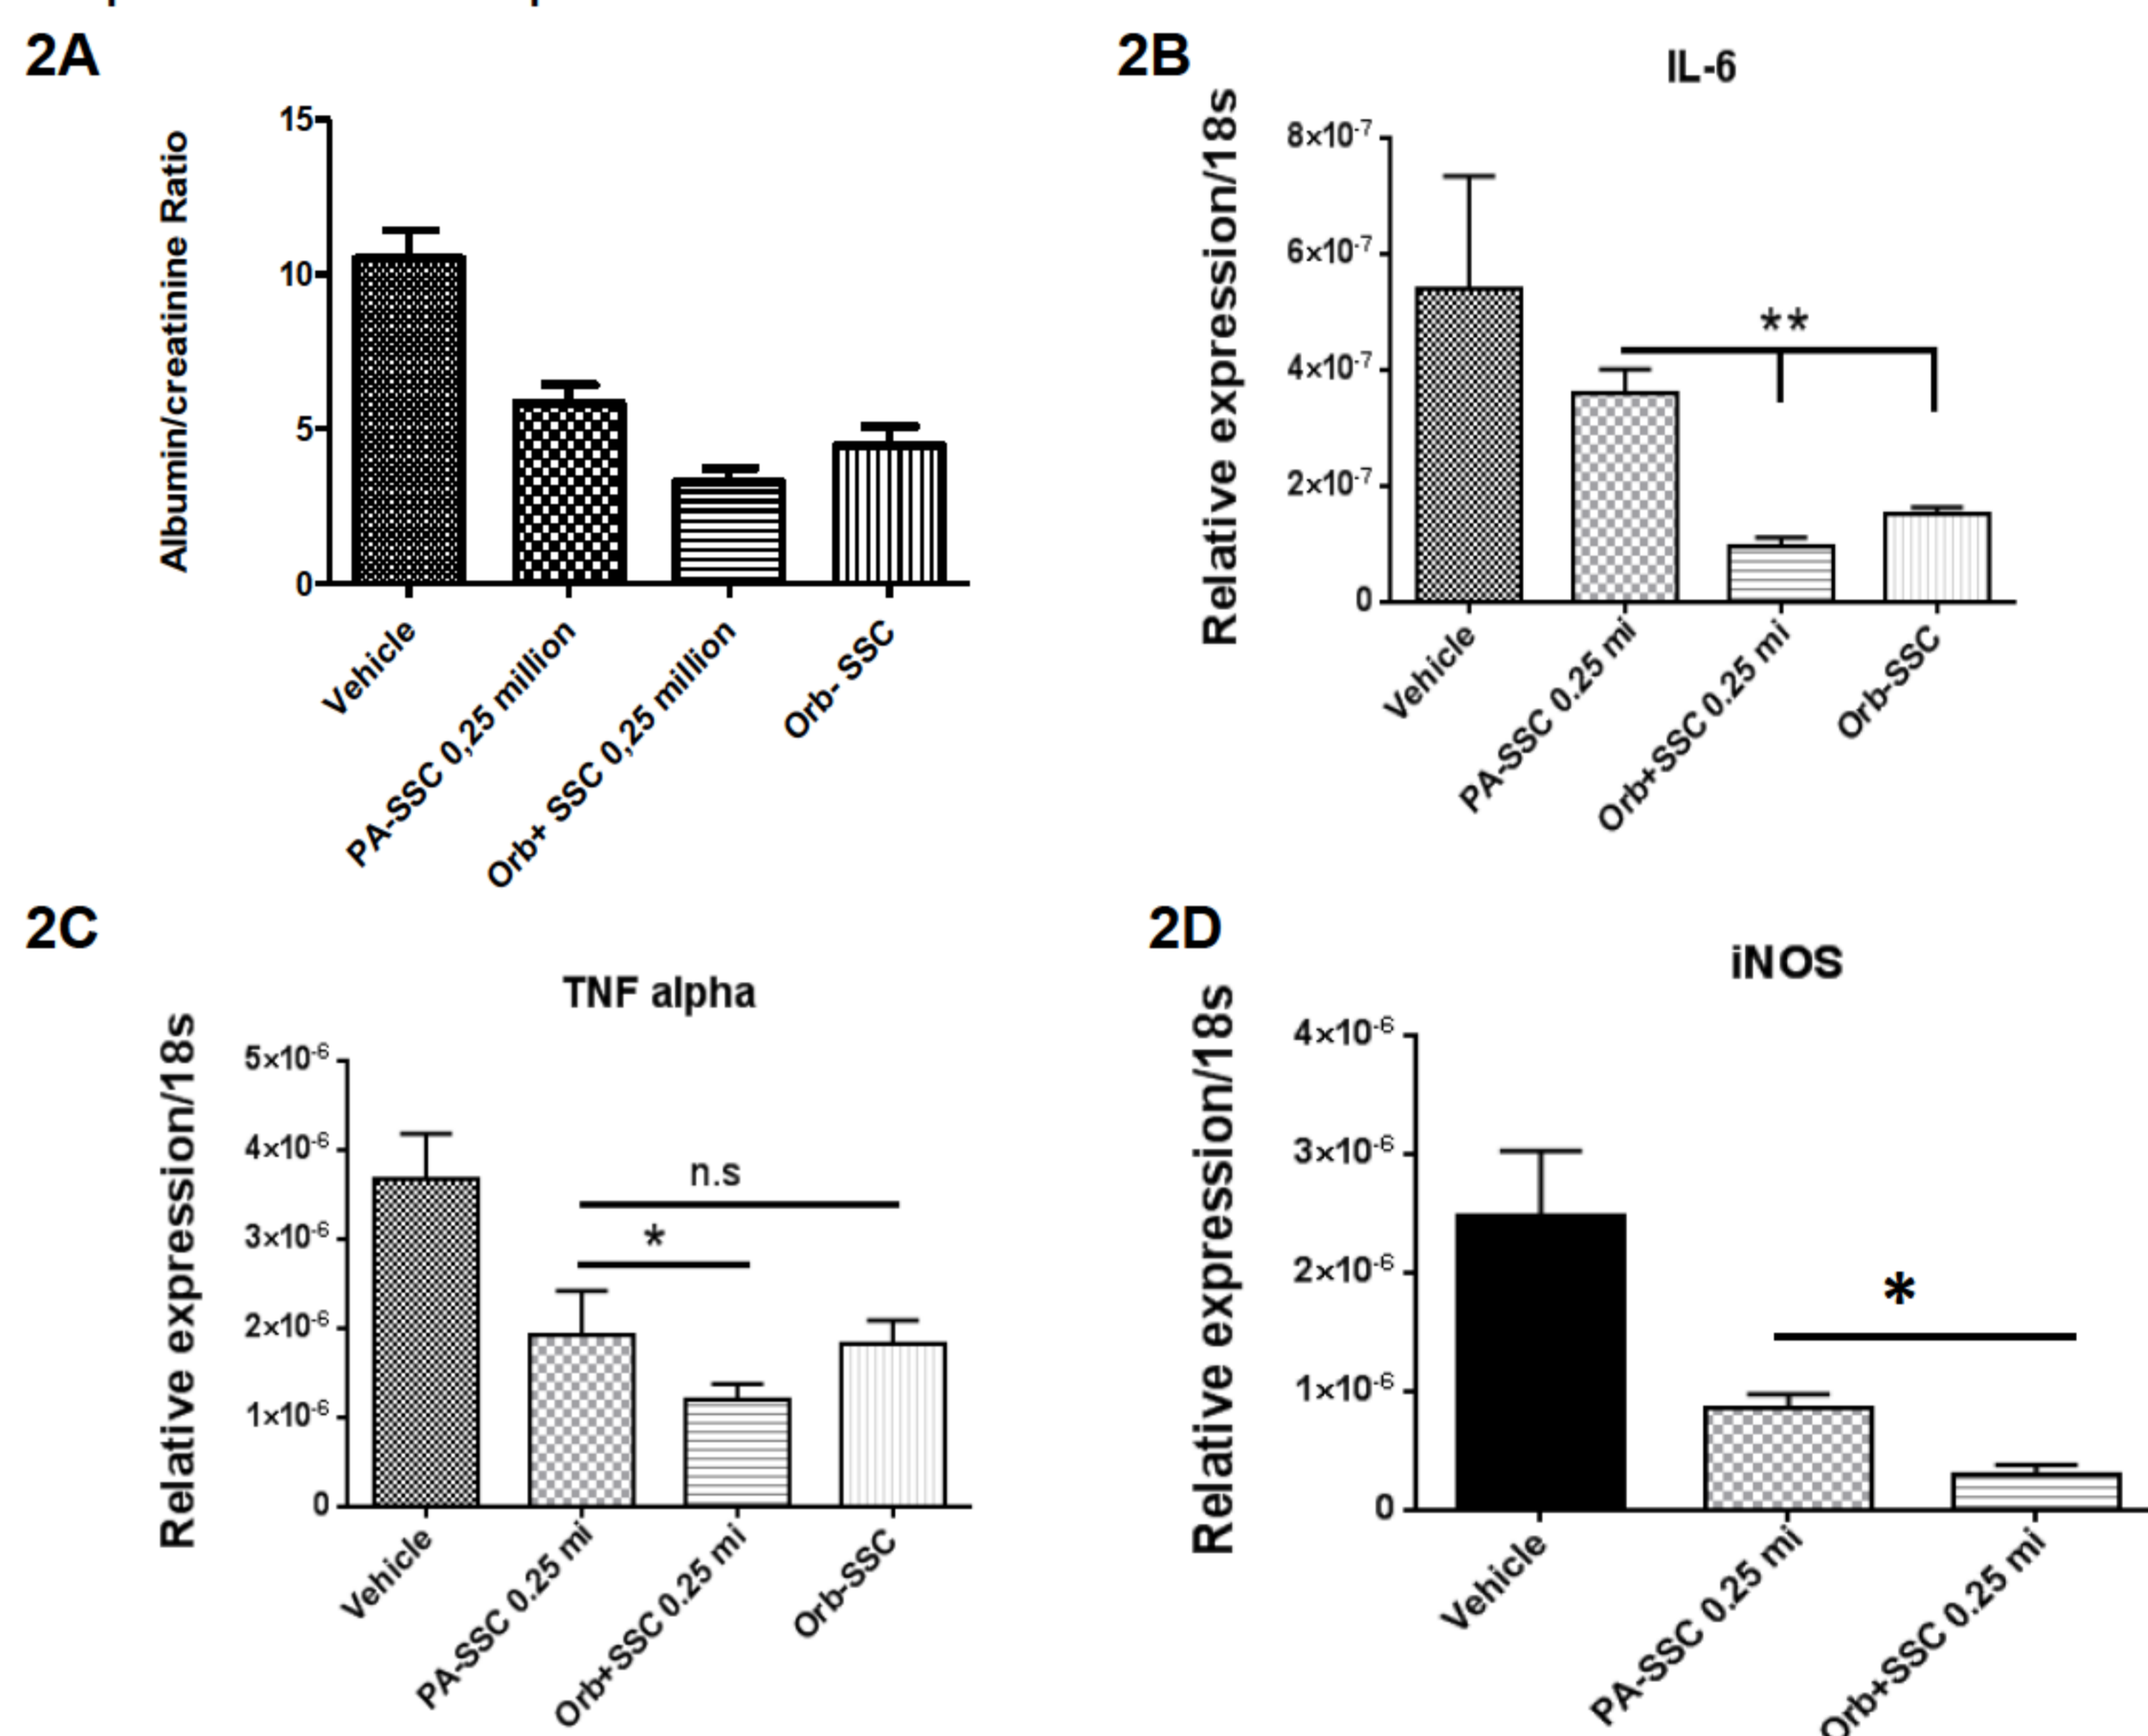 2A
Albumin/creatinine Ratio
15
10
5
0
Vehicle
PA-SSC 0,25 million
Orb+ SSC 0,25 million
Orb- SSC
2B
IL-6
Relative expression/18s
8×10-7
6×10-7
4×10-7
2×10-7
0
**
Vehicle
PA-SSC 0.25 mi
Orb+SSC 0.25 mi
Orb-SSC
2C
TNF alpha
Relative expression/18s
5×10-6
4×10-6
3×10-6
2×10-6
1×10-6
0
n.s
*
Vehicle
PA-SSC 0.25 mi
Orb+SSC 0.25 mi
Orb-SSC
2D
iNOS
Relative expression/18s
4×10-6
3×10-6
2×10-6
1×10-6
0
*
Vehicle
PA-SSC 0.25 mi
Orb+SSC 0.25 mi